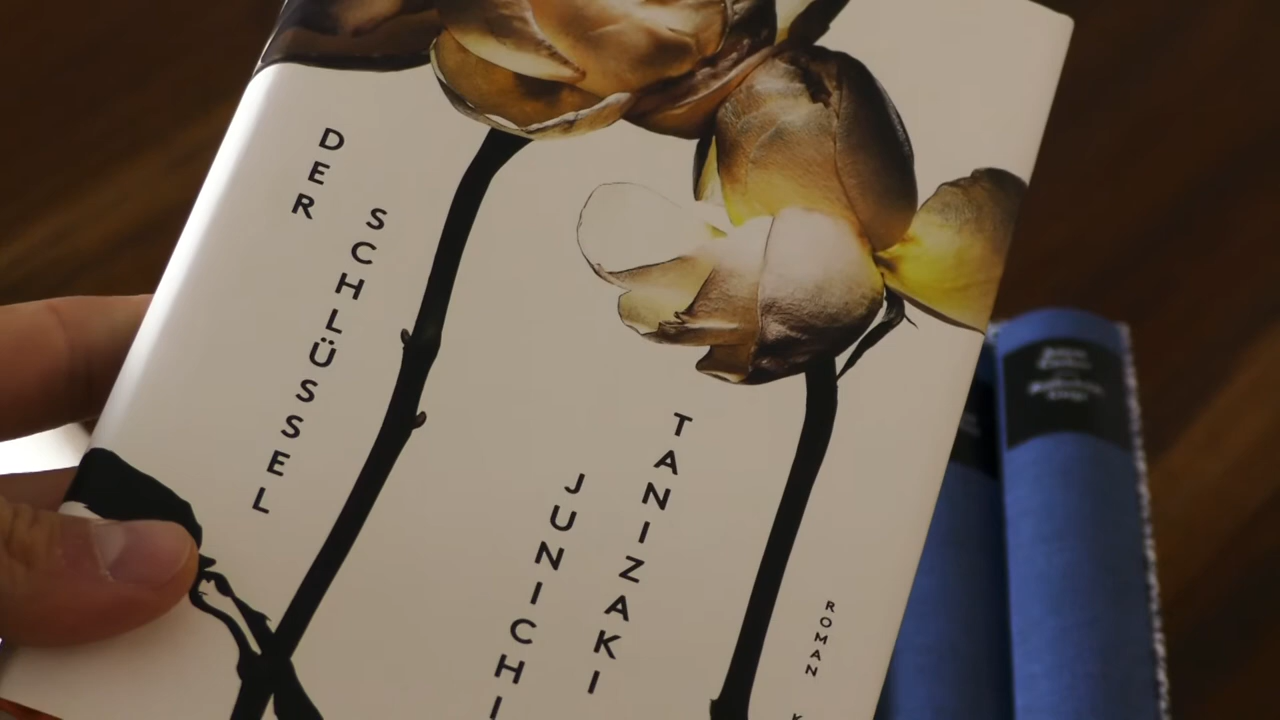 DER
SCHLÜSSEL
JUNICHI
TANIZAKI
ROMAN
K